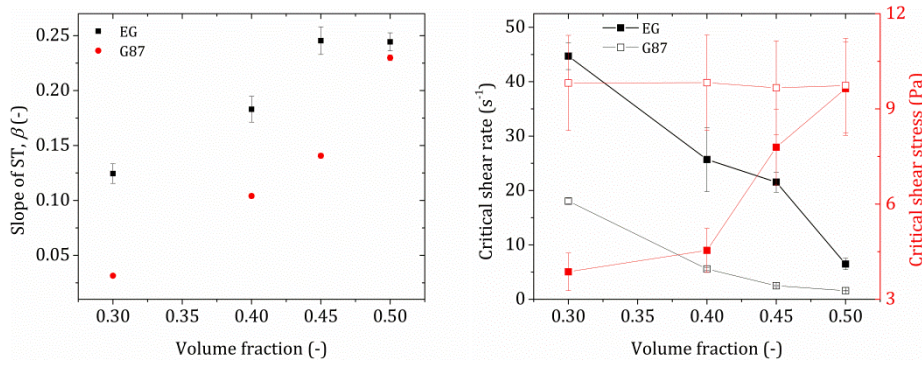 EG
G87
0.25
0.20
0.15
0.10
0.05
Slope of ST, β (-)
0.30 0.35 0.40 0.45 0.50
Volume fraction (-)
EG
G87
50
40
30
20
10
0
Critical shear rate (s⁻¹)
12
9
6
3
Critical shear stress (Pa)
0.30 0.35 0.40 0.45 0.50
Volume fraction (-)